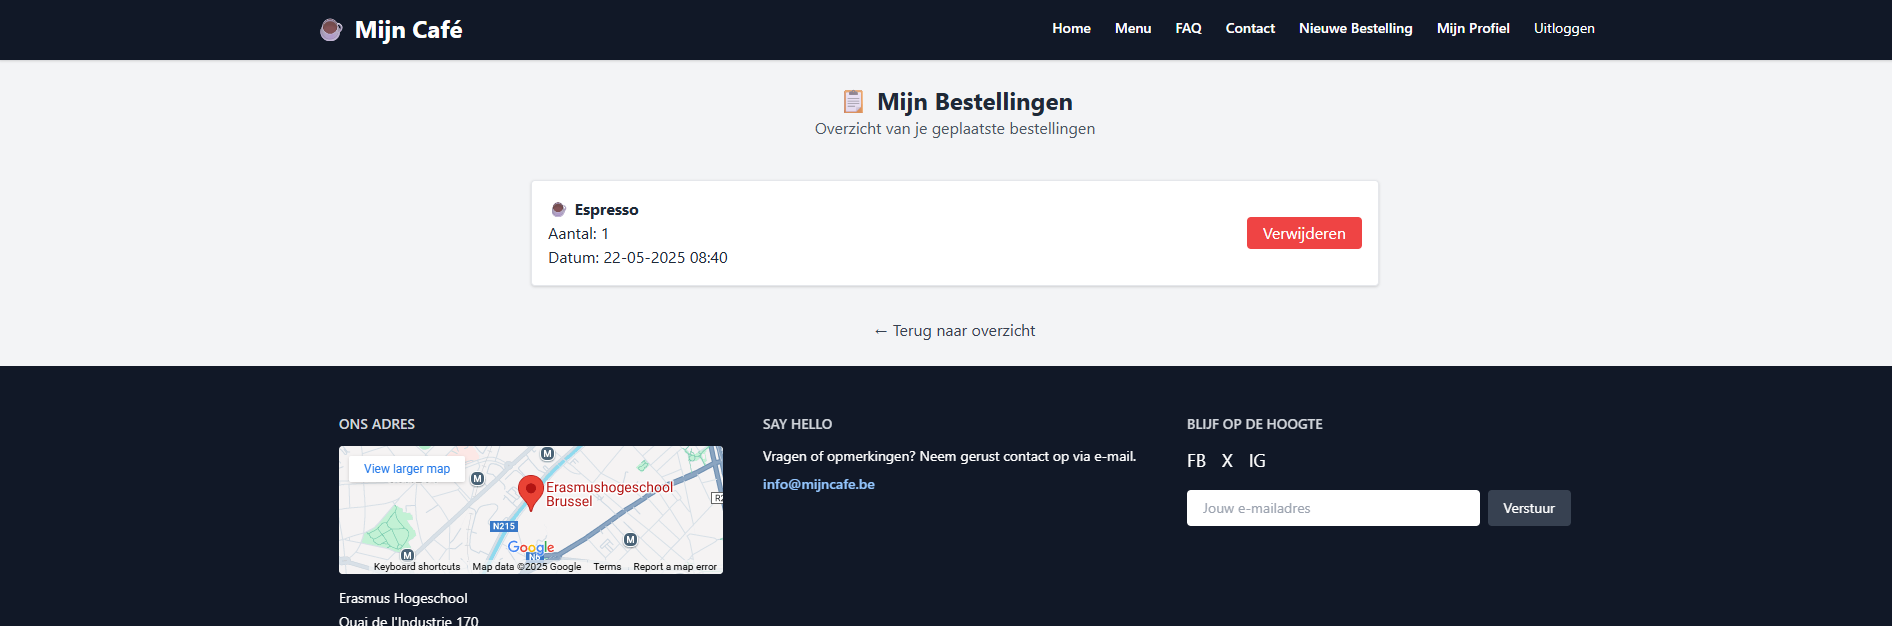 Mijn Café
Home Menu FAQ Contact Nieuwe Bestelling Mijn Profiel Uitloggen
Mijn Bestellingen
Overzicht van je geplaatste bestellingen
Espresso
Aantal: 1
Datum: 22-05-2025 08:40
Verwijderen
← Terug naar overzicht
ONS ADRES
View larger map
M
M
Erasmushogeschool
Brussel
R2
N215
M
Google
N6
M
Keyboard shortcuts Map data ©2025 Google Terms Report a map error
Erasmus Hogeschool
Quai de l'Industrie 170
SAY HELLO
Vragen of opmerkingen? Neem gerust contact op via e-mail.
info@mijncafe.be
BLIJF OP DE HOOGTE
FB X IG
Jouw e-mailadres
Verstuur